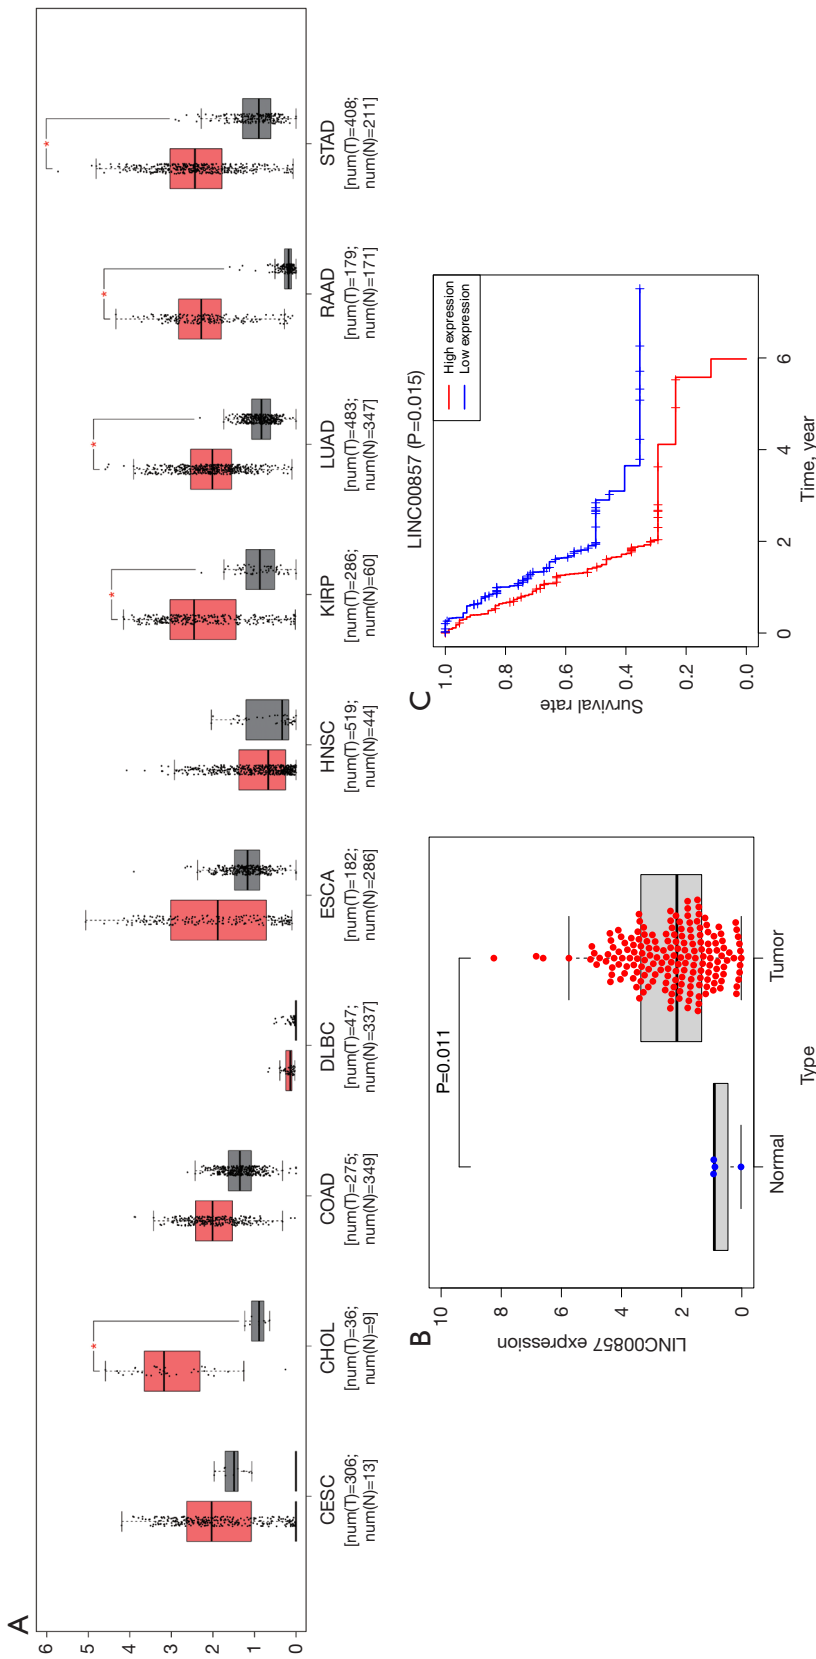 A
6
5
4
3
2
1
0
*
*
*
*
*
CESC
[num(T)=306;
num(N)=13]
CHOL
[num(T)=36;
num(N)=9]
COAD
[num(T)=275;
num(N)=349]
DLBC
[num(T)=47;
num(N)=337]
ESCA
[num(T)=182;
num(N)=286]
HNSC
[num(T)=519;
num(N)=44]
KIRP
[num(T)=286;
num(N)=60]
LUAD
[num(T)=483;
num(N)=347]
RAAD
[num(T)=179;
num(N)=171]
STAD
[num(T)=408;
num(N)=211]
B
LINC00857 expression
10
8
6
4
2
0
P=0.011
Normal
Tumor
Type
C
LINC00857 (P=0.015)
High expression
Low expression
Survival rate
1.0
0.8
0.6
0.4
0.2
0.0
0
2
4
6
Time, year